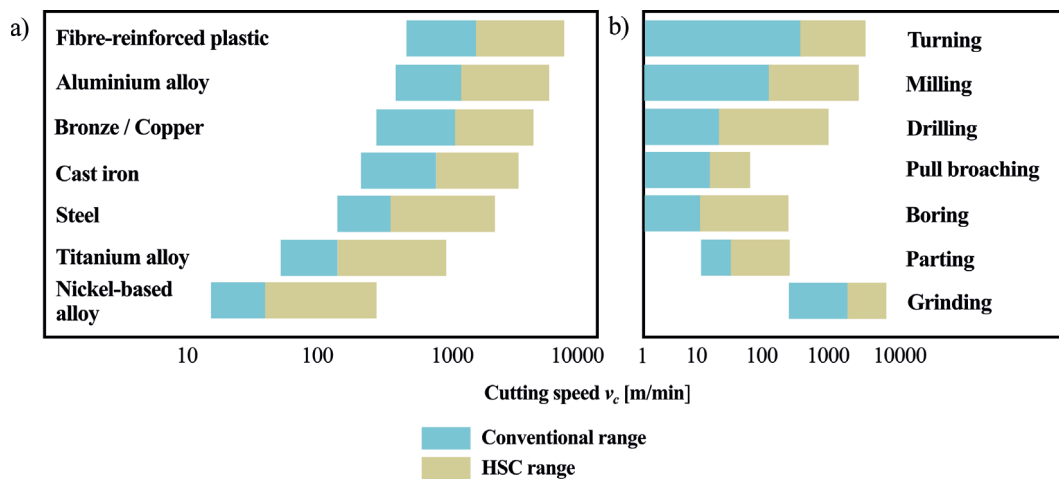 a)
Fibre-reinforced plastic
Aluminium alloy
Bronze / Copper
Cast iron
Steel
Titanium alloy
Nickel-based
alloy
10 100 1000 10000
b)
Turning
Milling
Drilling
Pull broaching
Boring
Parting
Grinding
1 10 100 1000 10000
Cutting speed v_c [m/min]
Conventional range
HSC range